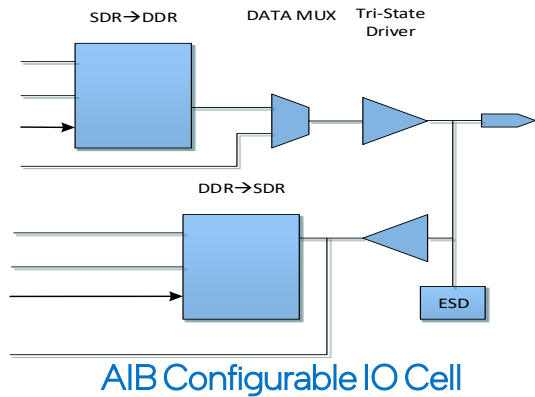 SDR→DDR
DATA MUX
Tri-State
Driver
DDR→SDR
ESD
AIB Configurable IO Cell